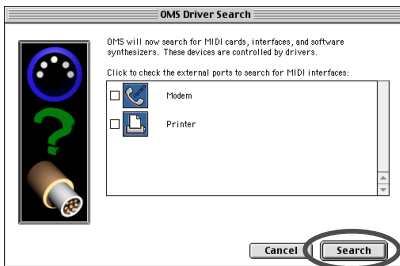 OMS Driver Search
OMS will now search for MIDI cards, interfaces, and software
synthesizers. These devices are controlled by drivers.
Click to check the external ports to search for MIDI interfaces:
Modem
Printer
Cancel
Search